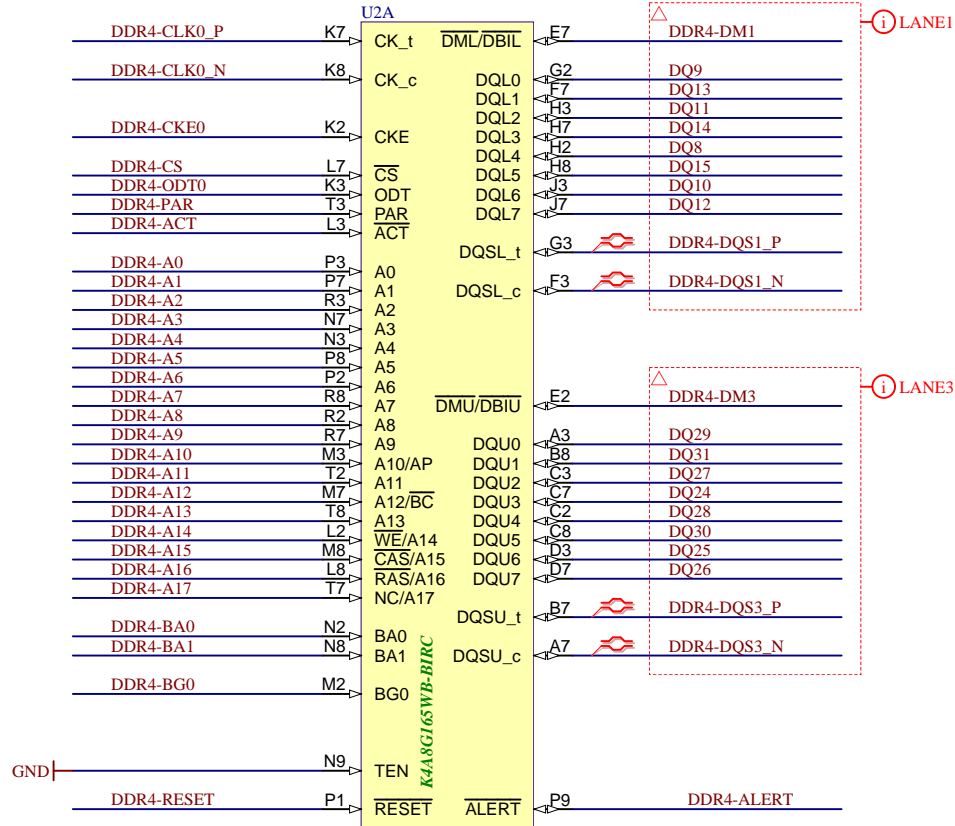 U2A
DDR4-CLK0_P K7 CK_t DML/DBIL E7 DDR4-DM1 i LANE1
DDR4-CLK0_N K8 CK_c DQL0 G2 DQ9
DQL1 F7 DQ13
DQL2 H3 DQ11
DDR4-CKE0 K2 CKE DQL3 H7 DQ14
DQL4 H2 DQ8
DDR4-CS L7 CS DQL5 H8 DQ15
DDR4-ODT0 K3 ODT DQL6 J3 DQ10
DDR4-PAR T3 PAR DQL7 J7 DQ12
DDR4-ACT L3 ACT
DQSL_t G3 DDR4-DQS1_P
DDR4-A0 P3 A0
DDR4-A1 P7 A1 DQSL_c F3 DDR4-DQS1_N
DDR4-A2 R3 A2
DDR4-A3 N7 A3
DDR4-A4 N3 A4
DDR4-A5 P8 A5
DDR4-A6 P2 A6
DDR4-A7 R8 A7 DMU/DBIU E2 DDR4-DM3 i LANE3
DDR4-A8 R2 A8
DDR4-A9 R7 A9 DQU0 A3 DQ29
DDR4-A10 M3 A10/AP DQU1 B8 DQ31
DDR4-A11 T2 A11 DQU2 C3 DQ27
DDR4-A12 M7 A12/BC DQU3 C7 DQ24
DDR4-A13 T8 A13 DQU4 C2 DQ28
DDR4-A14 L2 WE/A14 DQU5 C8 DQ30
DDR4-A15 M8 CAS/A15 DQU6 D3 DQ25
DDR4-A16 L8 RAS/A16 DQU7 D7 DQ26
DDR4-A17 T7 NC/A17
DQSU_t B7 DDR4-DQS3_P
DDR4-BA0 N2 BA0
DDR4-BA1 N8 BA1 DQSU_c A7 DDR4-DQS3_N
DDR4-BG0 M2 BG0
K4A8G165WB-BIRC
GND N9 TEN
DDR4-RESET P1 RESET ALERT P9 DDR4-ALERT